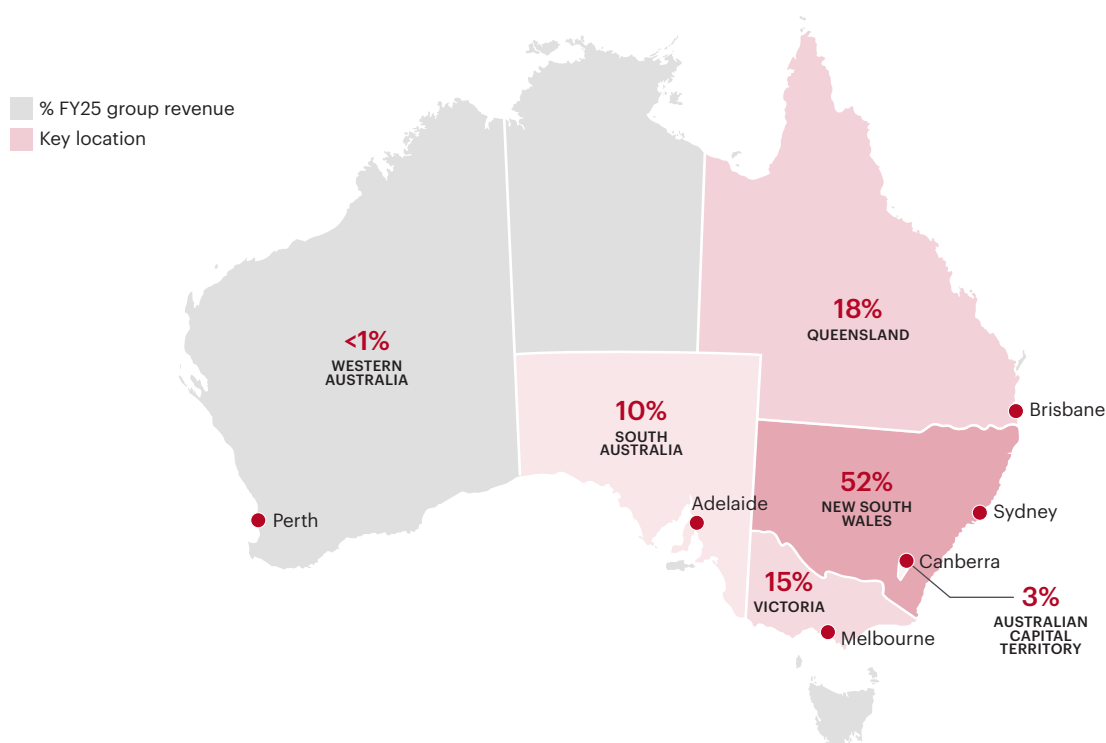 % FY25 group revenue
Key location
<1%
WESTERN
AUSTRALIA
Perth
10%
SOUTH
AUSTRALIA
Adelaide
18%
QUEENSLAND
Brisbane
52%
NEW SOUTH
WALES
Sydney
Canberra
3%
AUSTRALIAN
CAPITAL
TERRITORY
15%
VICTORIA
Melbourne